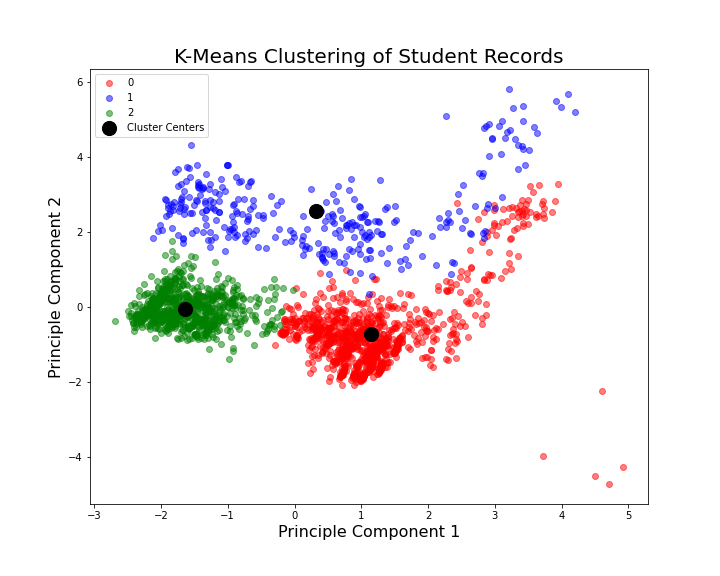 K-Means Clustering of Student Records
0
1
2
Cluster Centers
6
4
2
0
−2
−4
Principle Component 2
−3 −2 −1 0 1 2 3 4 5
Principle Component 1